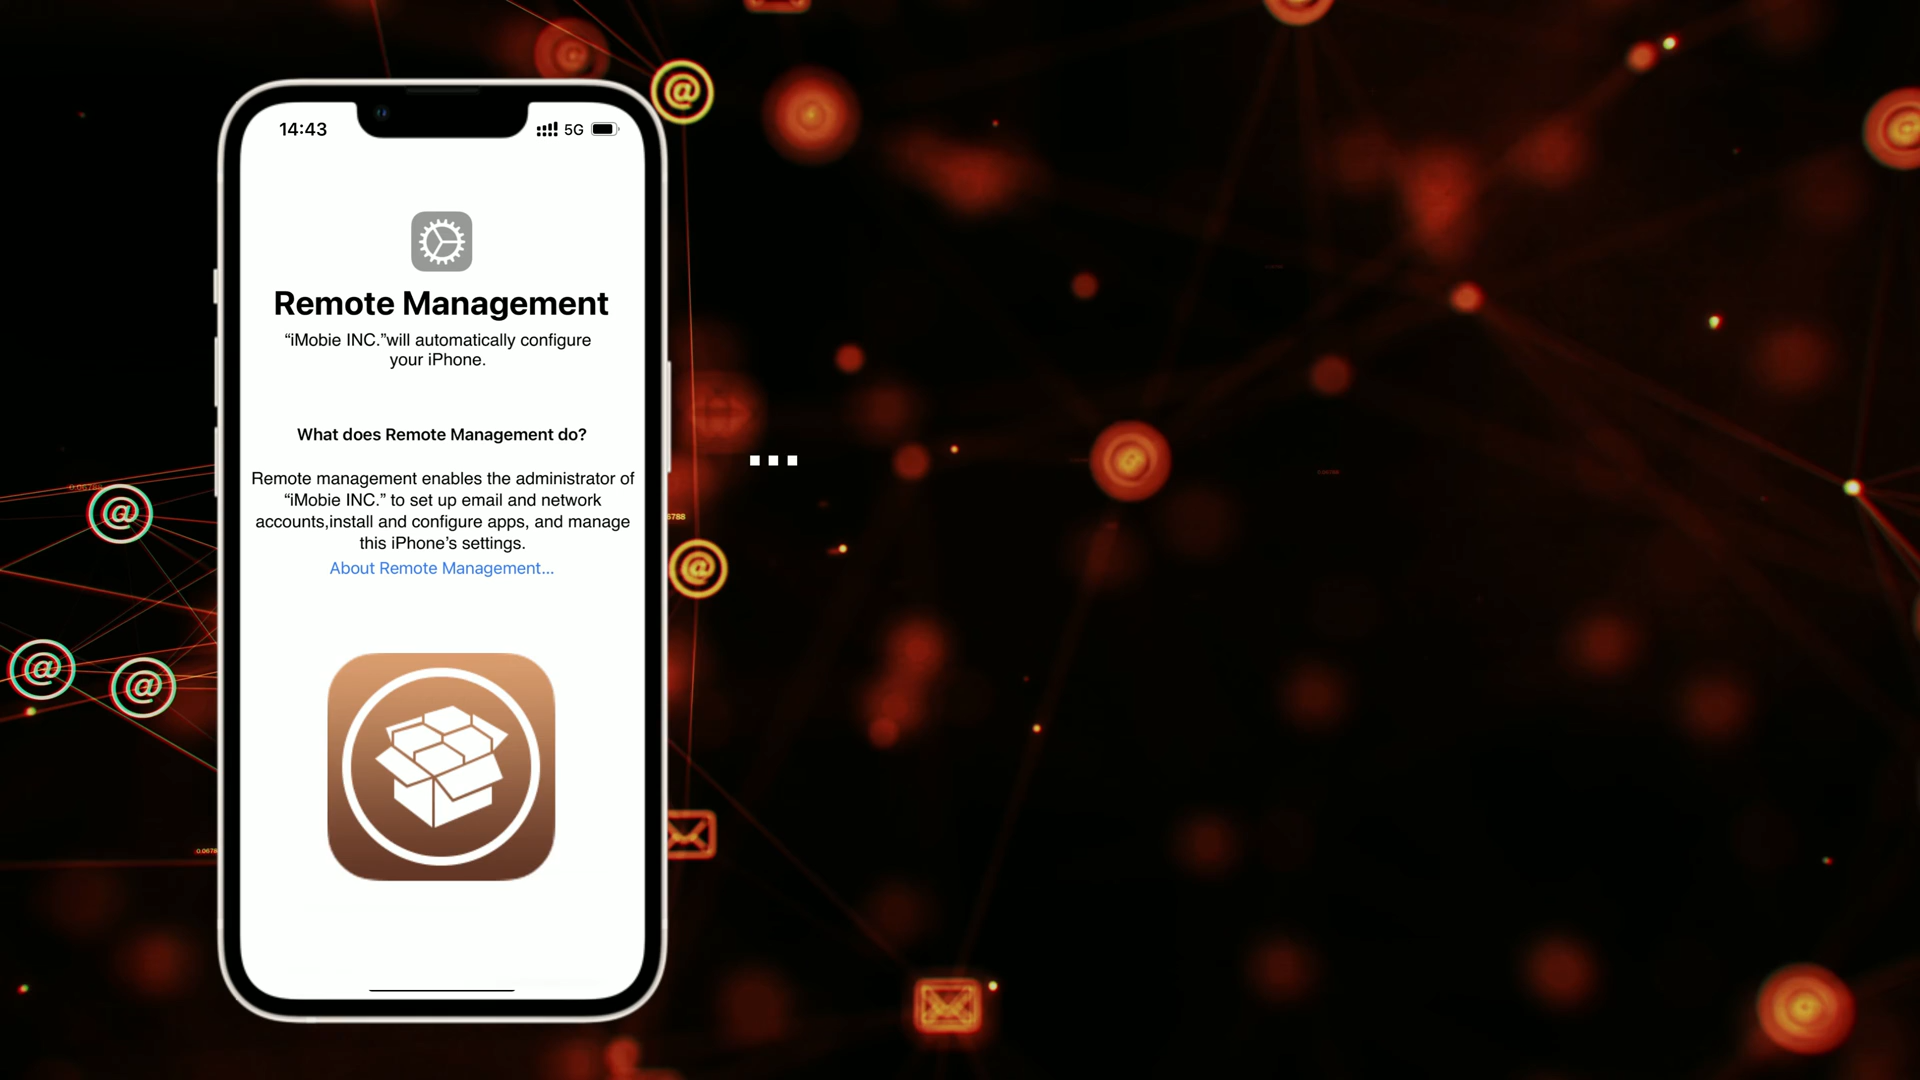 14:43
5G
Remote Management
“iMobie INC.”will automatically configure
your iPhone.
What does Remote Management do?
Remote management enables the administrator of
“iMobie INC.” to set up email and network
accounts,install and configure apps, and manage
this iPhone’s settings.
About Remote Management...
...
@
@
@
@
@
6788